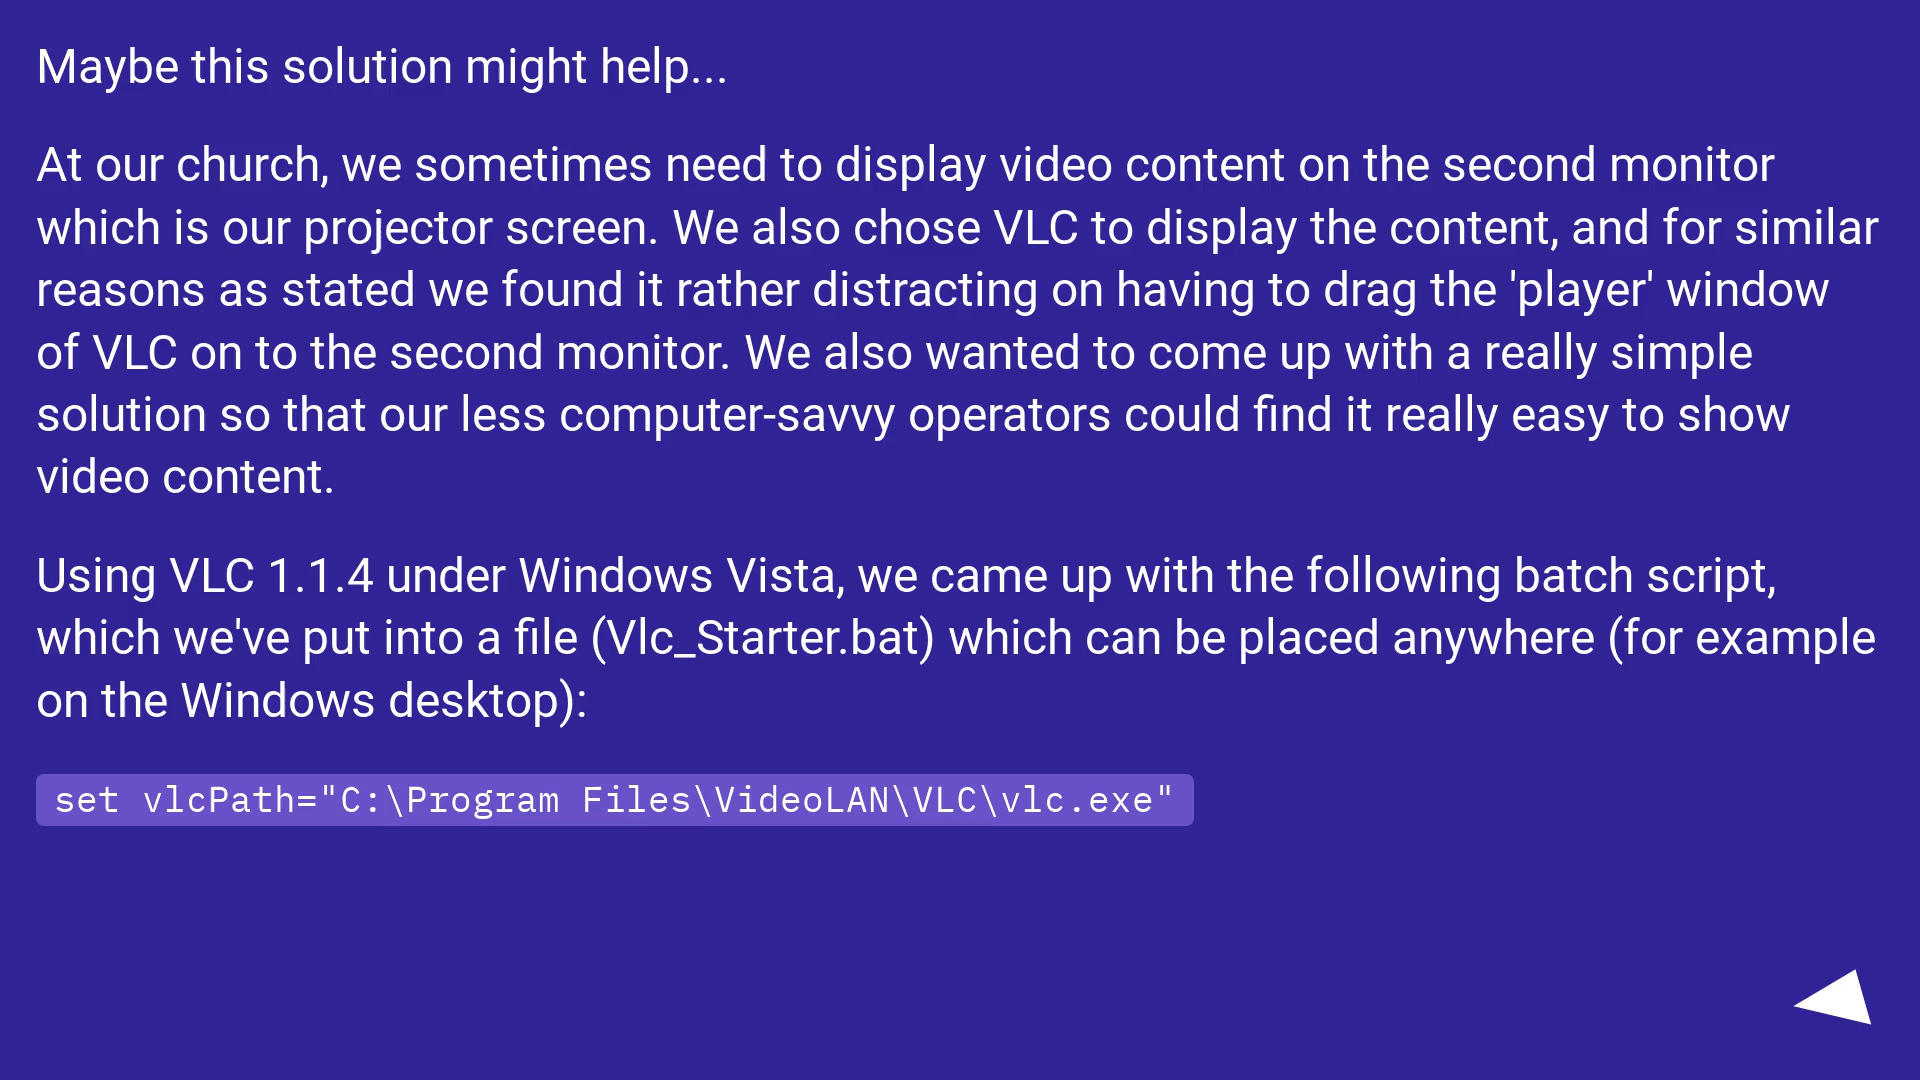 Maybe this solution might help...
At our church, we sometimes need to display video content on the second monitor
which is our projector screen. We also chose VLC to display the content, and for similar
reasons as stated we found it rather distracting on having to drag the 'player' window
of VLC on to the second monitor. We also wanted to come up with a really simple
solution so that our less computer-savvy operators could find it really easy to show
video content.
Using VLC 1.1.4 under Windows Vista, we came up with the following batch script,
which we've put into a file (Vlc_Starter.bat) which can be placed anywhere (for example
on the Windows desktop):
set vlcPath="C:\Program Files\VideoLAN\VLC\vlc.exe"